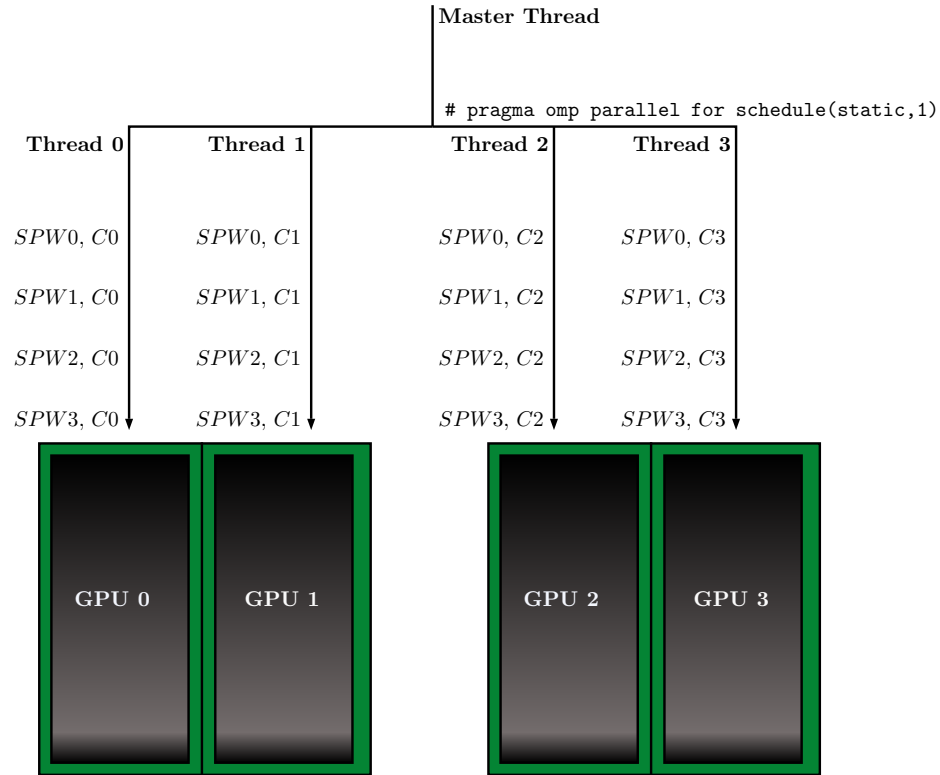 Master Thread
# pragma omp parallel for schedule(static,1)
Thread 0 Thread 1 Thread 2 Thread 3
SPW0, C0 SPW0, C1 SPW0, C2 SPW0, C3
SPW1, C0 SPW1, C1 SPW1, C2 SPW1, C3
SPW2, C0 SPW2, C1 SPW2, C2 SPW2, C3
SPW3, C0 SPW3, C1 SPW3, C2 SPW3, C3
GPU 0 GPU 1 GPU 2 GPU 3